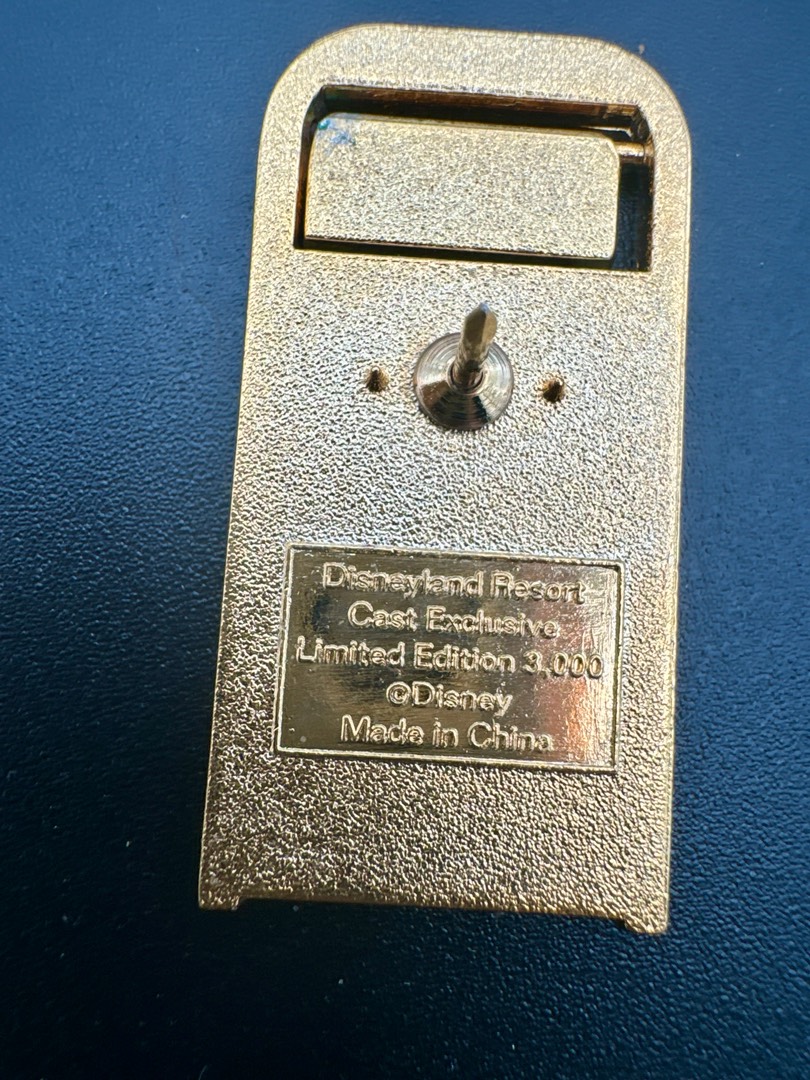 Disneyland Resort
Cast Exclusive
Limited Edition 3,000
©Disney
Made in China